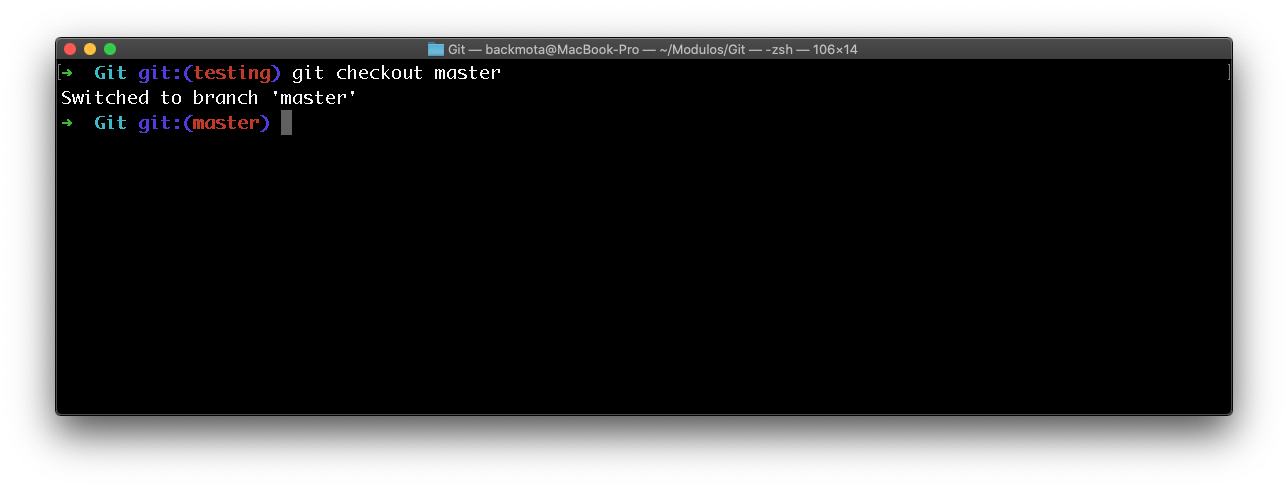 Git — backmota@MacBook-Pro — ~/Modulos/Git — -zsh — 106×14
[➜  Git git:(testing) git checkout master ]
Switched to branch 'master'
➜  Git git:(master)